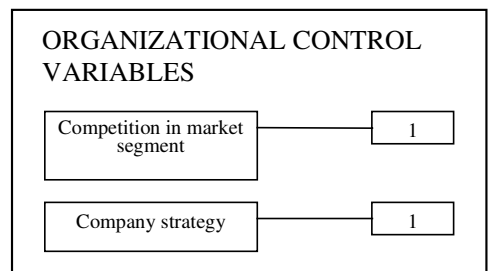 ORGANIZATIONAL CONTROL
VARIABLES
Competition in market
segment
1
Company strategy
1